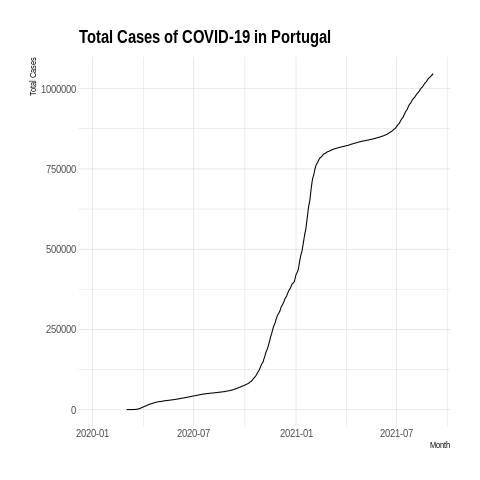 Total Cases of COVID-19 in Portugal
Total Cases
1000000
750000
500000
250000
0
2020-01 2020-07 2021-01 2021-07
Month